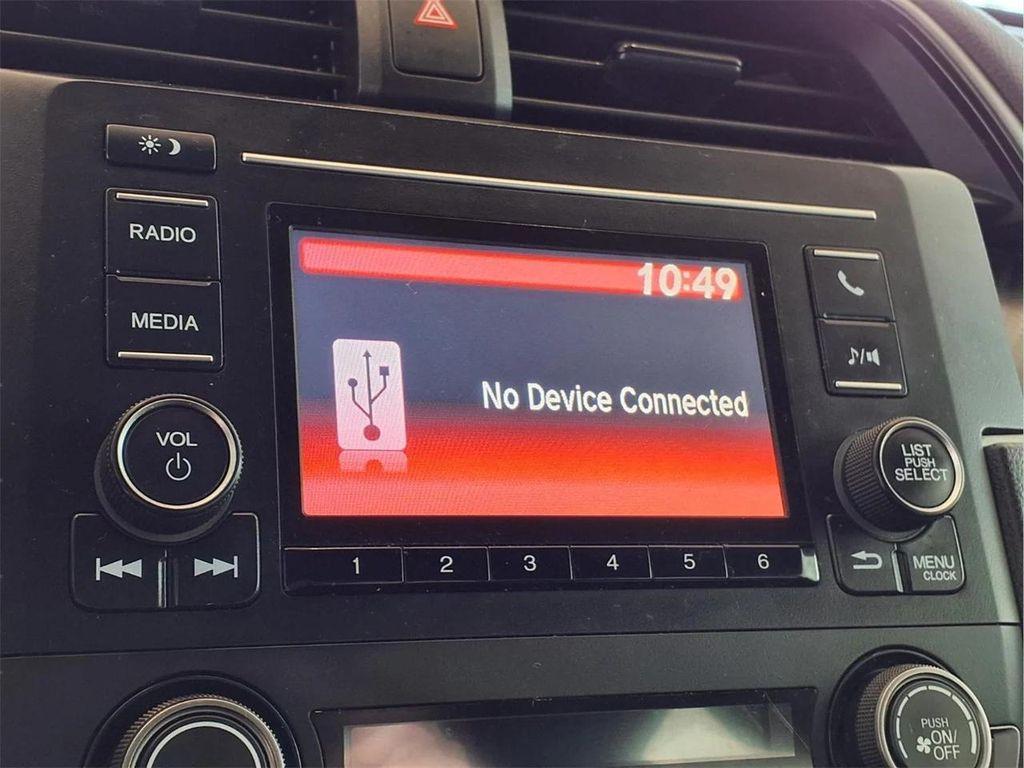 RADIO
MEDIA
VOL
10:49
No Device Connected
1 2 3 4 5 6
LIST
PUSH
SELECT
MENU
CLOCK
PUSH
ON/
OFF